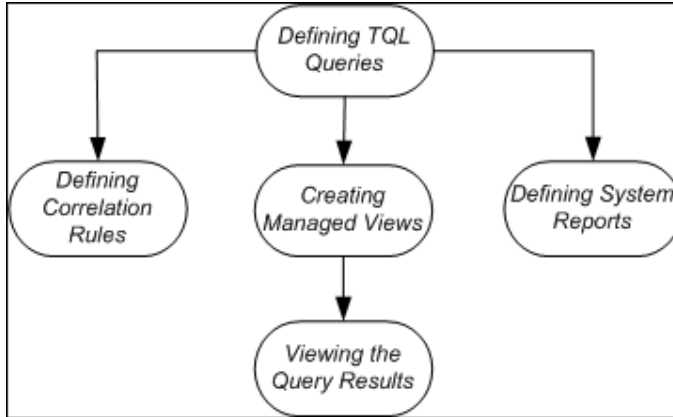 Defining TQL
Queries
Defining
Correlation
Rules
Creating
Managed Views
Defining System
Reports
Viewing the
Query Results